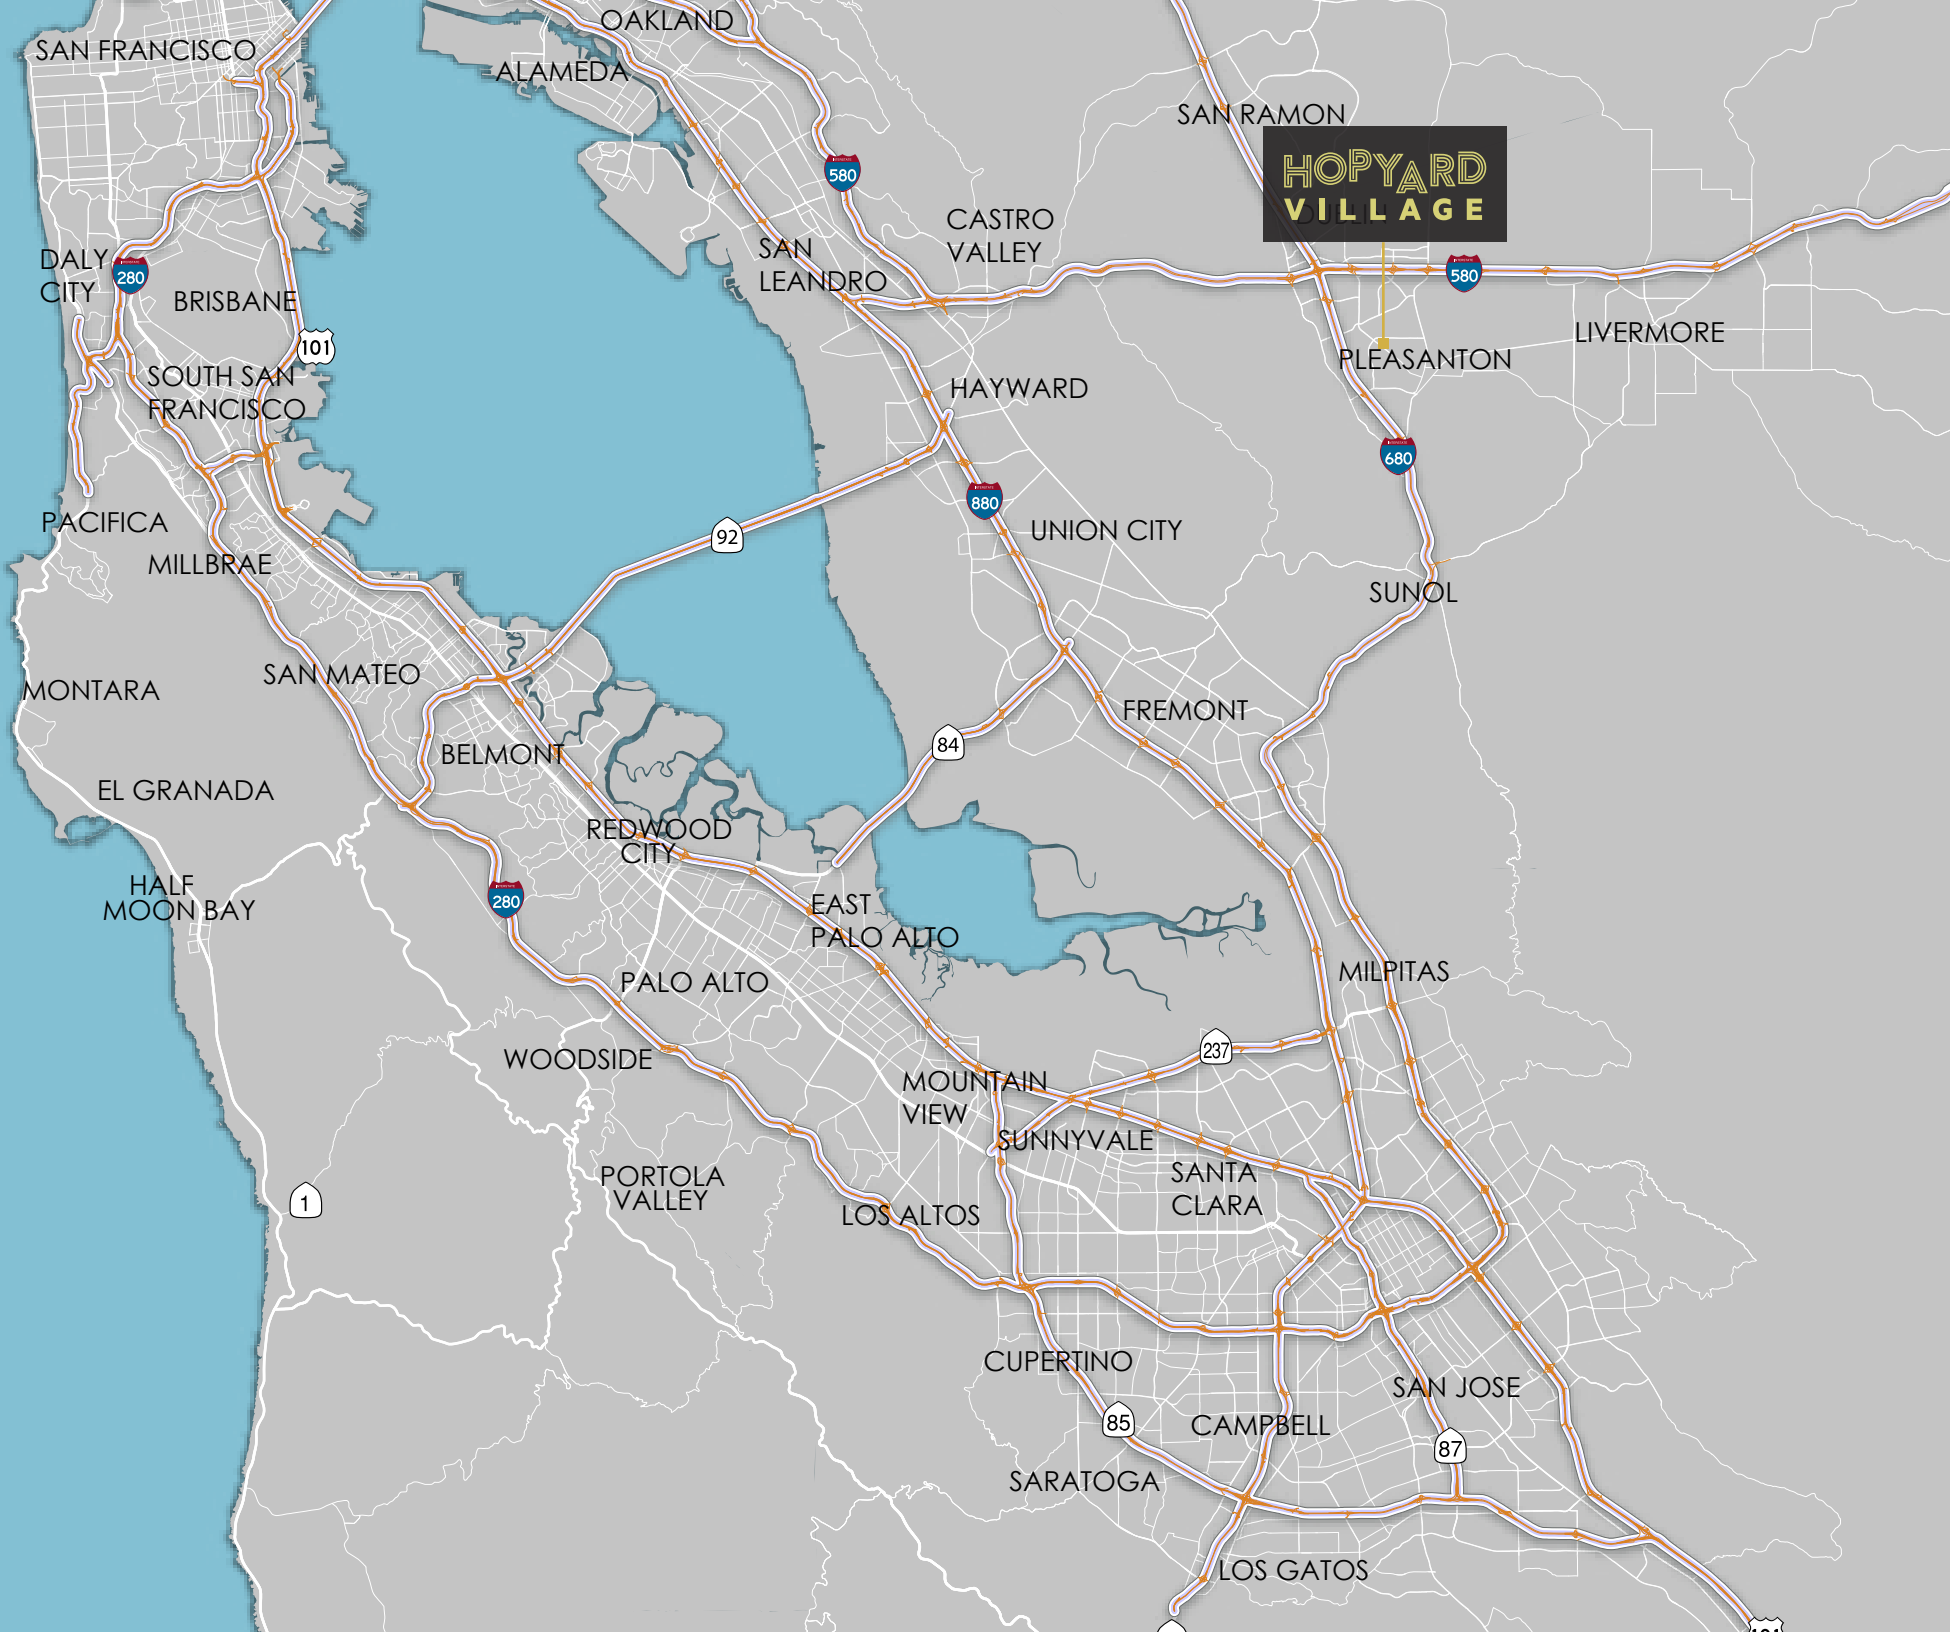 OAKLAND
SAN FRANCISCO
ALAMEDA
SAN RAMON
HOPYARD
VILLAGE
DUBLIN
580
CASTRO
VALLEY
SAN
LEANDRO
DALY
CITY
280
BRISBANE
580
101
LIVERMORE
PLEASANTON
SOUTH SAN
FRANCISCO
HAYWARD
680
880
PACIFICA
92
UNION CITY
MILLBRAE
SUNOL
SAN MATEO
MONTARA
FREMONT
84
BELMONT
EL GRANADA
REDWOOD
CITY
HALF
MOON BAY
280
EAST
PALO ALTO
MILPITAS
PALO ALTO
237
WOODSIDE
MOUNTAIN
VIEW
SUNNYVALE
SANTA
CLARA
PORTOLA
VALLEY
1
LOS ALTOS
CUPERTINO
SAN JOSE
85
CAMPBELL
87
SARATOGA
LOS GATOS
101